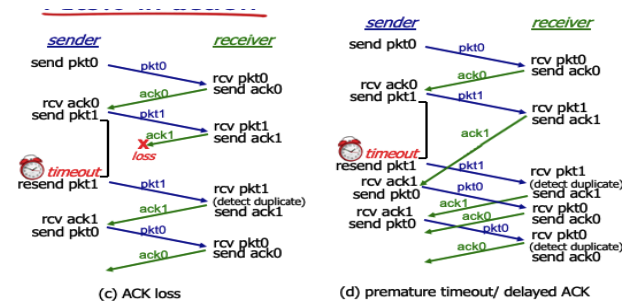 sender
receiver
send pkt0
pkt0
rcv pkt0
send ack0
ack0
rcv ack0
send pkt1
pkt1
rcv pkt1
send ack1
ack1
X
loss
timeout
resend pkt1
pkt1
rcv pkt1
(detect duplicate)
send ack1
ack1
rcv ack1
send pkt0
pkt0
rcv pkt0
send ack0
ack0
(c) ACK loss
sender
receiver
send pkt0
pkt0
rcv pkt0
send ack0
ack0
rcv ack0
send pkt1
pkt1
rcv pkt1
send ack1
ack1
timeout
resend pkt1
pkt1
rcv pkt1
(detect duplicate)
send ack1
rcv ack1
send pkt0
pkt0
ack1
rcv pkt0
send ack0
ack0
rcv ack1
send pkt0
pkt0
rcv pkt0
(detect duplicate)
send ack0
ack0
(d) premature timeout/ delayed ACK